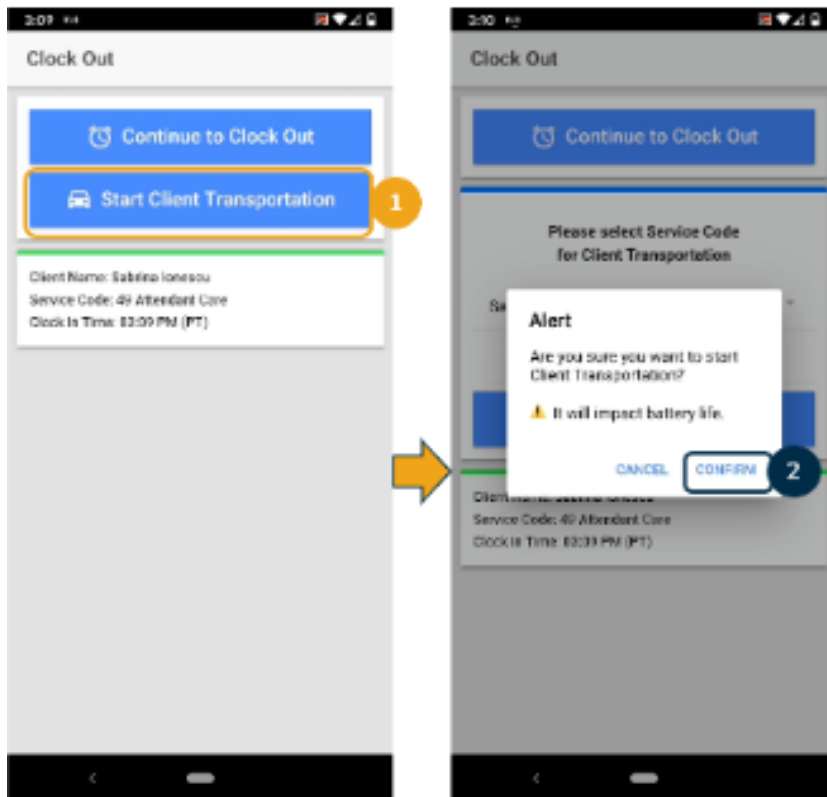 3:09
Clock Out
Continue to Clock Out
Start Client Transportation
1
Client Name: Sabrina Ionescu
Service Code: 49 Attendant Care
Clock In Time: 03:09 PM (PT)
3:10
Clock Out
Continue to Clock Out
Please select Service Code
for Client Transportation
Alert
Are you sure you want to start
Client Transportation?
It will impact battery life.
CANCEL
CONFIRM
2
Service Code: 49 Attendant Care
Clock In Time: 03:09 PM (PT)